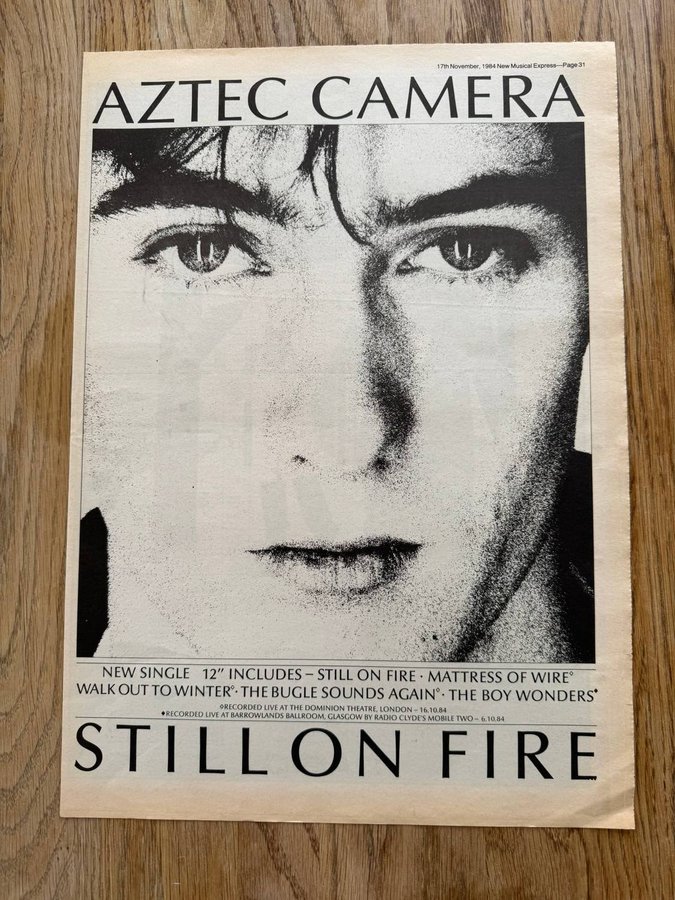 17th November, 1984 New Musical Express—Page 31
AZTEC CAMERA
NEW SINGLE 12" INCLUDES – STILL ON FIRE · MATTRESS OF WIRE◊
WALK OUT TO WINTER◊ · THE BUGLE SOUNDS AGAIN◊ · THE BOY WONDERS♦
◊RECORDED LIVE AT THE DOMINION THEATRE, LONDON – 16.10.84
♦RECORDED LIVE AT BARROWLANDS BALLROOM, GLASGOW BY RADIO CLYDE'S MOBILE TWO – 6.10.84
STILL ON FIRE